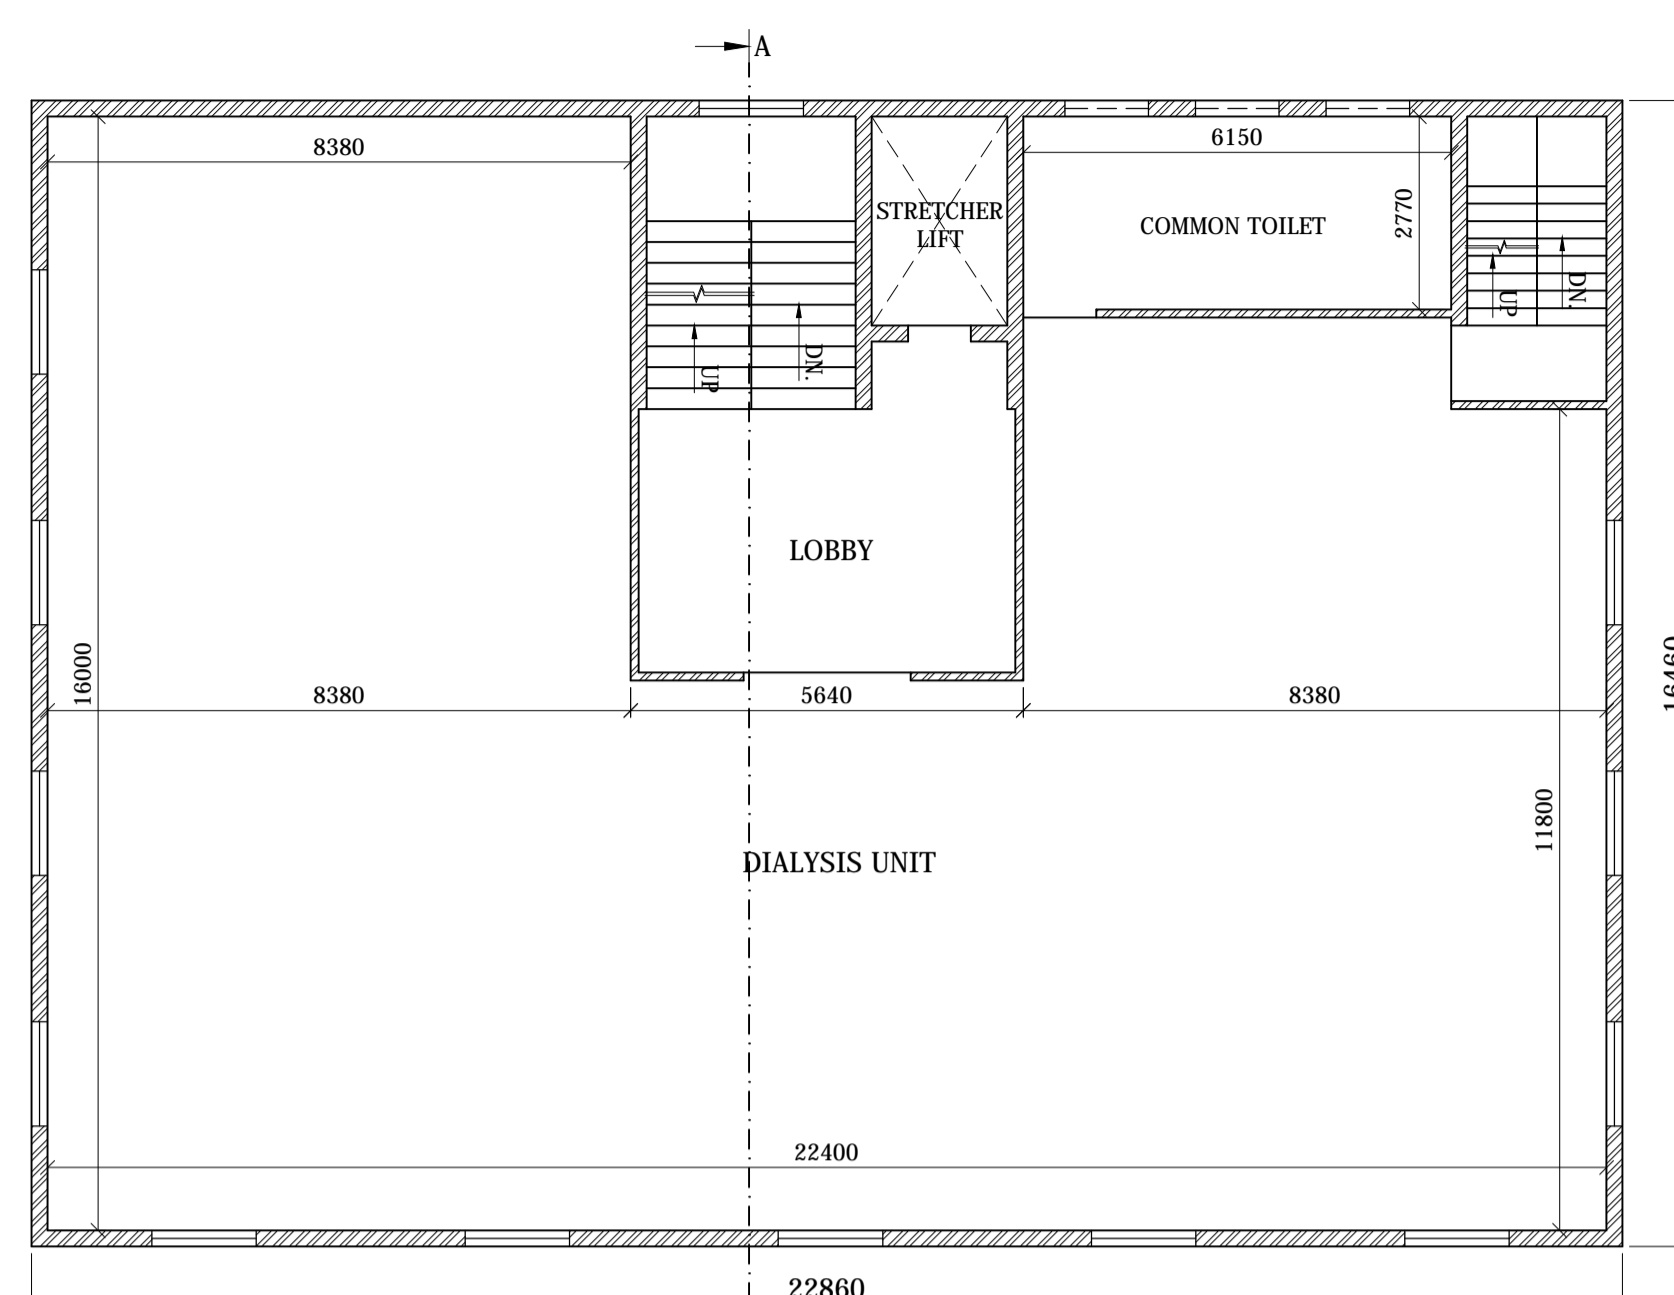 A
8380
6150
STRETCHER
LIFT
COMMON TOILET
2770
UP
DN.
UP
DN.
LOBBY
16000
8380
5640
8380
16460
11800
DIALYSIS UNIT
22400
22860